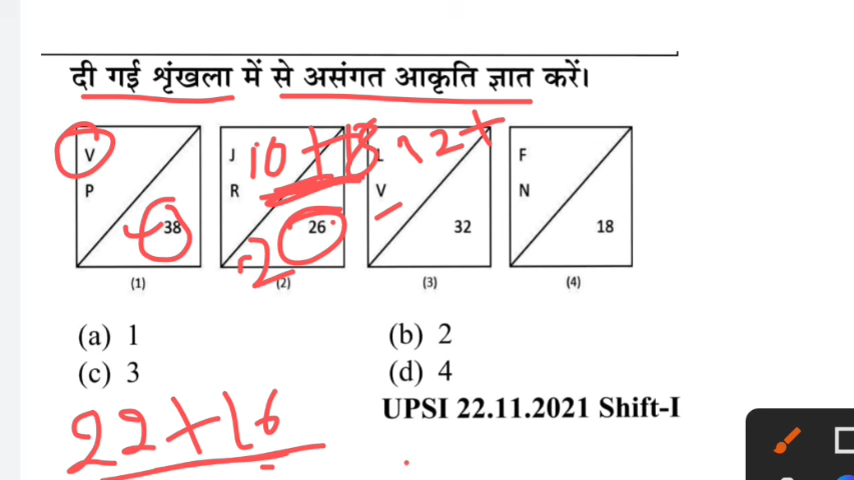 दी गई शृंखला में से असंगत आकृति ज्ञात करें।
V
P
38
(1)
J
R
26
(2)
L
V
32
(3)
F
N
18
(4)
10 + 18
-2
12 +
(a) 1
(b) 2
(c) 3
(d) 4
22 + 16
UPSI 22.11.2021 Shift-I